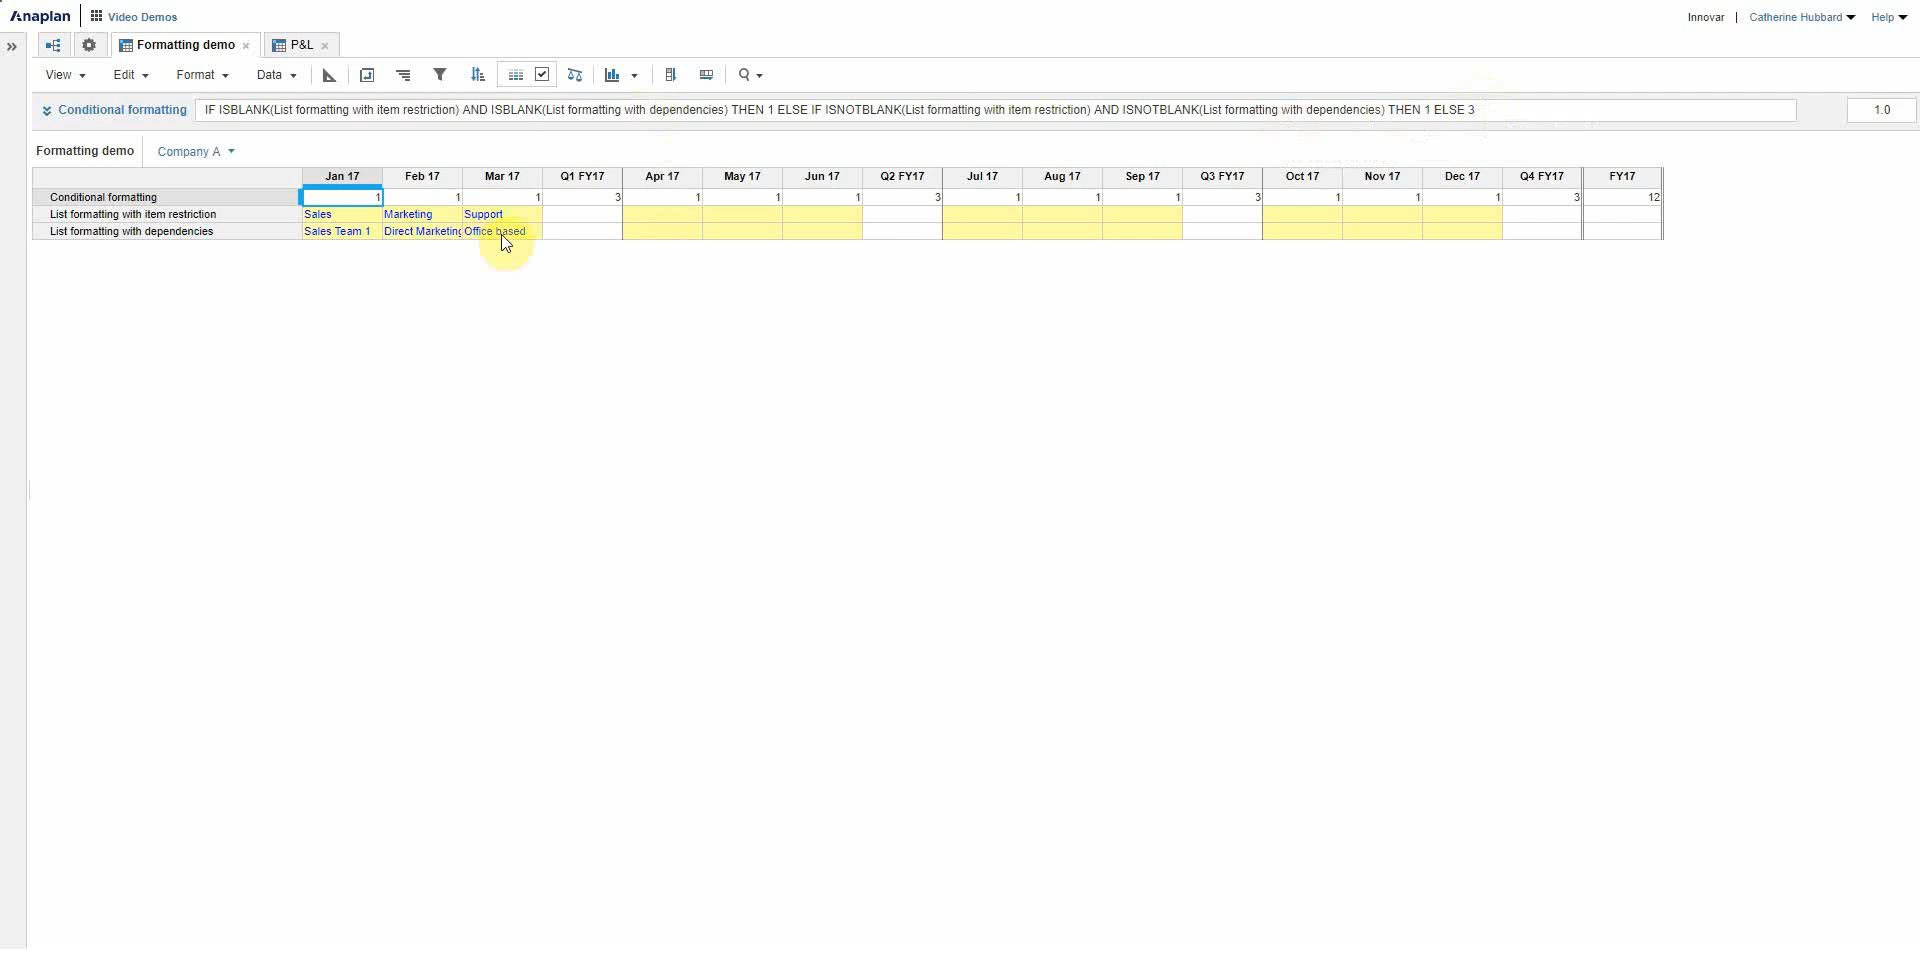 Anaplan Video Demos Innovar Catherine Hubbard Help
Formatting demo P&L
View Edit Format Data
Conditional formatting IF ISBLANK(List formatting with item restriction) AND ISBLANK(List formatting with dependencies) THEN 1 ELSE IF ISNOTBLANK(List formatting with item restriction) AND ISNOTBLANK(List formatting with dependencies) THEN 1 ELSE 3 1.0
Formatting demo Company A
Jan 17 Feb 17 Mar 17 Q1 FY17 Apr 17 May 17 Jun 17 Q2 FY17 Jul 17 Aug 17 Sep 17 Q3 FY17 Oct 17 Nov 17 Dec 17 Q4 FY17 FY17
Conditional formatting 1 1 1 3 1 1 1 3 1 1 1 3 1 1 1 3 12
List formatting with item restriction Sales Marketing Support
List formatting with dependencies Sales Team 1 Direct Marketing Office based